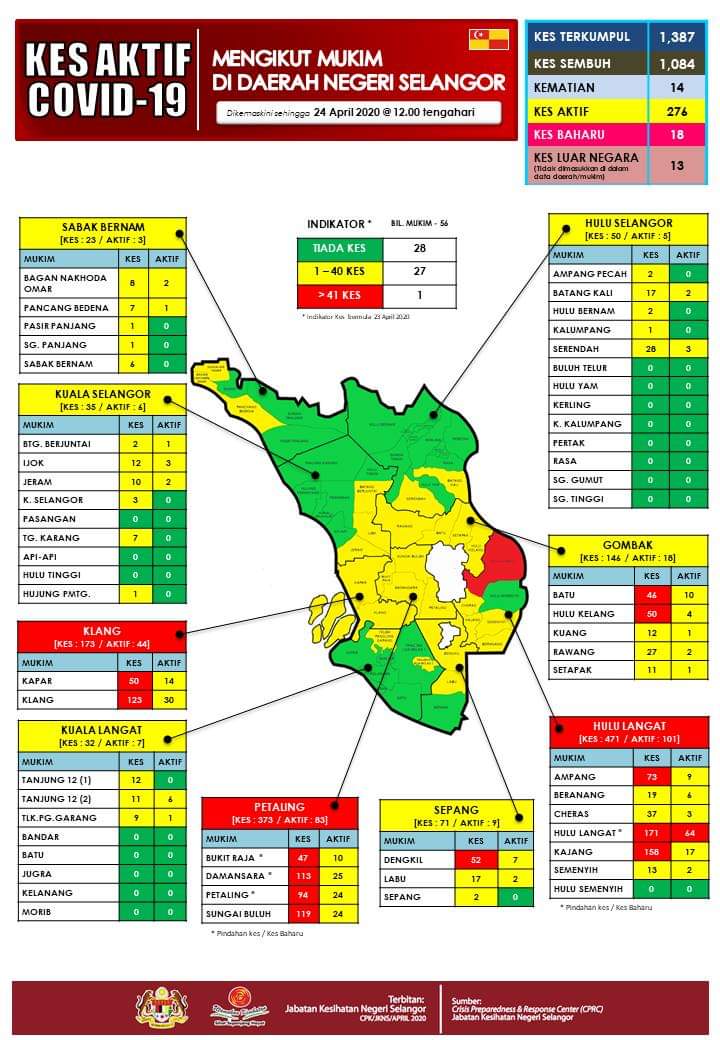 KES AKTIF
COVID-19
MENGIKUT MUKIM
DI DAERAH NEGERI SELANGOR
Dikemaskini sehingga 24 April 2020 @ 12.00 tengahari
KES TERKUMPUL 1,387
KES SEMBUH 1,084
KEMATIAN 14
KES AKTIF 276
KES BAHARU 18
KES LUAR NEGARA 13
(Tidak dimasukkan di dalam
data daerah/mukim)
INDIKATOR * BIL. MUKIM - 56
TIADA KES 28
1 – 40 KES 27
> 41 KES 1
* Indikator Kes bermula 23 April 2020
SABAK BERNAM
[KES : 23 / AKTIF : 3]
MUKIM KES AKTIF
BAGAN NAKHODA OMAR 8 2
PANCANG BEDENA 7 1
PASIR PANJANG 1 0
SG. PANJANG 1 0
SABAK BERNAM 6 0
KUALA SELANGOR
[KES : 35 / AKTIF : 6]
MUKIM KES AKTIF
BTG. BERJUNTAI 2 1
IJOK 12 3
JERAM 10 2
K. SELANGOR 3 0
PASANGAN 0 0
TG. KARANG 7 0
API-API 0 0
HULU TINGGI 0 0
HUJUNG PMTG. 1 0
KLANG
[KES : 173 / AKTIF : 44]
MUKIM KES AKTIF
KAPAR 50 14
KLANG 123 30
KUALA LANGAT
[KES : 32 / AKTIF : 7]
MUKIM KES AKTIF
TANJUNG 12 (1) 12 0
TANJUNG 12 (2) 11 6
TLK.PG.GARANG 9 1
BANDAR 0 0
BATU 0 0
JUGRA 0 0
KELANANG 0 0
MORIB 0 0
PETALING
[KES : 373 / AKTIF : 83]
MUKIM KES AKTIF
BUKIT RAJA * 47 10
DAMANSARA * 113 25
PETALING * 94 24
SUNGAI BULUH 119 24
* Pindahan kes / Kes Baharu
SEPANG
[KES : 71 / AKTIF : 9]
MUKIM KES AKTIF
DENGKIL 52 7
LABU 17 2
SEPANG 2 0
HULU SELANGOR
[KES : 50 / AKTIF : 5]
MUKIM KES AKTIF
AMPANG PECAH 2 0
BATANG KALI 17 2
HULU BERNAM 2 0
KALUMPANG 1 0
SERENDAH 28 3
BULUH TELUR 0 0
HULU YAM 0 0
KERLING 0 0
K. KALUMPANG 0 0
PERTAK 0 0
RASA 0 0
SG. GUMUT 0 0
SG. TINGGI 0 0
GOMBAK
[KES : 146 / AKTIF : 18]
MUKIM KES AKTIF
BATU 46 10
HULU KELANG 50 4
KUANG 12 1
RAWANG 27 2
SETAPAK 11 1
HULU LANGAT
[KES : 471 / AKTIF : 101]
MUKIM KES AKTIF
AMPANG 73 9
BERANANG 19 6
CHERAS 37 3
HULU LANGAT * 171 64
KAJANG 158 17
SEMENYIH 13 2
HULU SEMENYIH 0 0
* Pindahan kes / Kes Baharu
Terbitan:
Jabatan Kesihatan Negeri Selangor
CPK/JKNS/APRIL 2020
Sumber:
Crisis Preparedness & Response Center (CPRC)
Jabatan Kesihatan Negeri Selangor